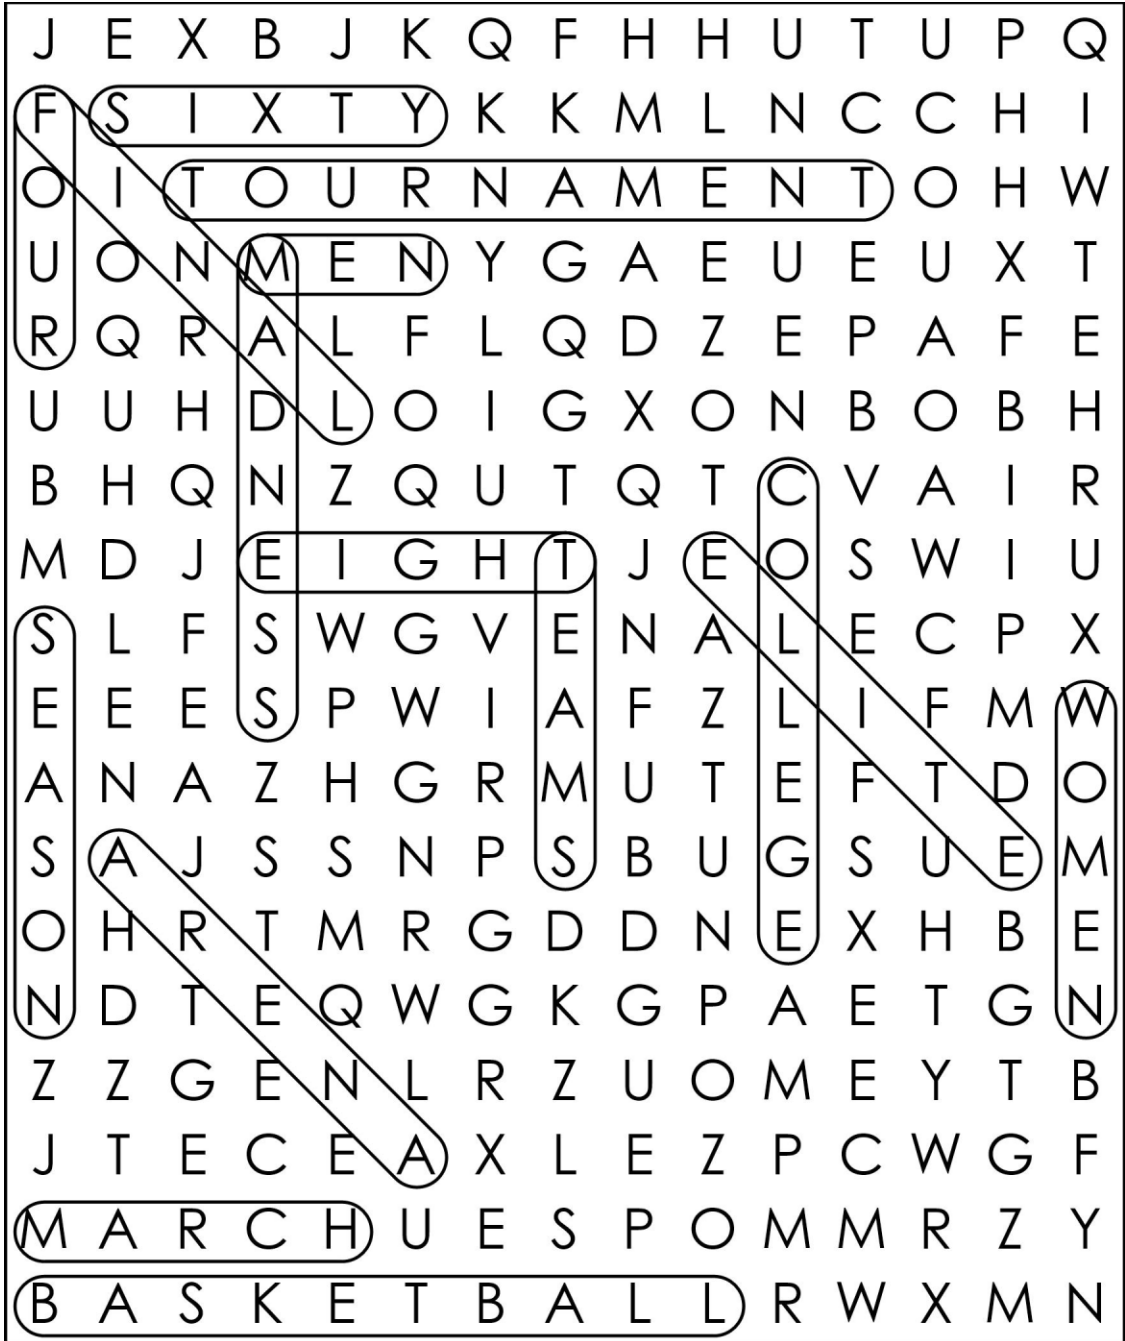 J E X B J K Q F H H U T U P Q
F S I X T Y K K M L N C C H I
O I T O U R N A M E N T O H W
U O N M E N Y G A E U E U X T
R Q R A L F L Q D Z E P A F E
U U H D L O I G X O N B O B H
B H Q N Z Q U T Q T C V A I R
M D J E I G H T J E O S W I U
S L F S W G V E N A L E C P X
E E E S P W I A F Z L I F M W
A N A Z H G R M U T E F T D O
S A J S S N P S B U G S U E M
O H R T M R G D D N E X H B E
N D T E Q W G K G P A E T G N
Z Z G E N L R Z U O M E Y T B
J T E C E A X L E Z P C W G F
M A R C H U E S P O M M R Z Y
B A S K E T B A L L R W X M N